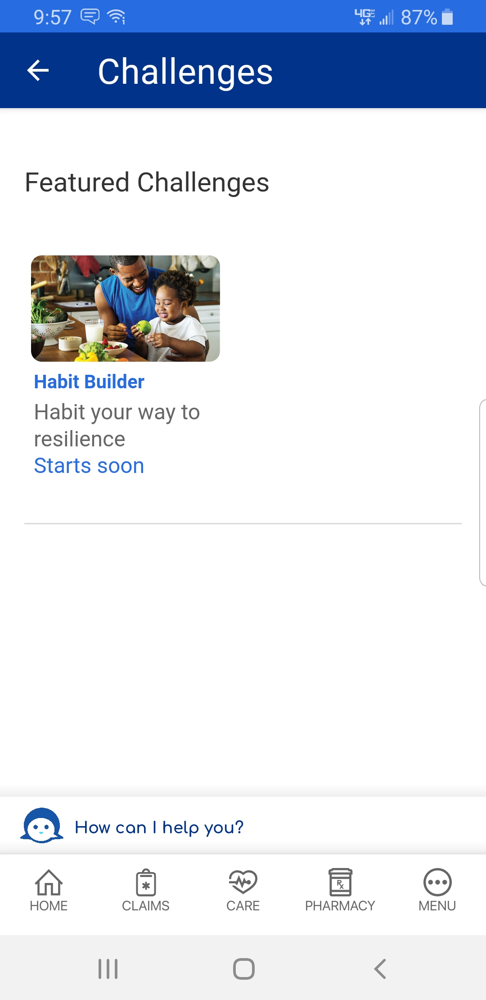 9:57 4G LTE 87%
Challenges
Featured Challenges
Habit Builder
Habit your way to
resilience
Starts soon
How can I help you?
Rx
HOME CLAIMS CARE PHARMACY MENU